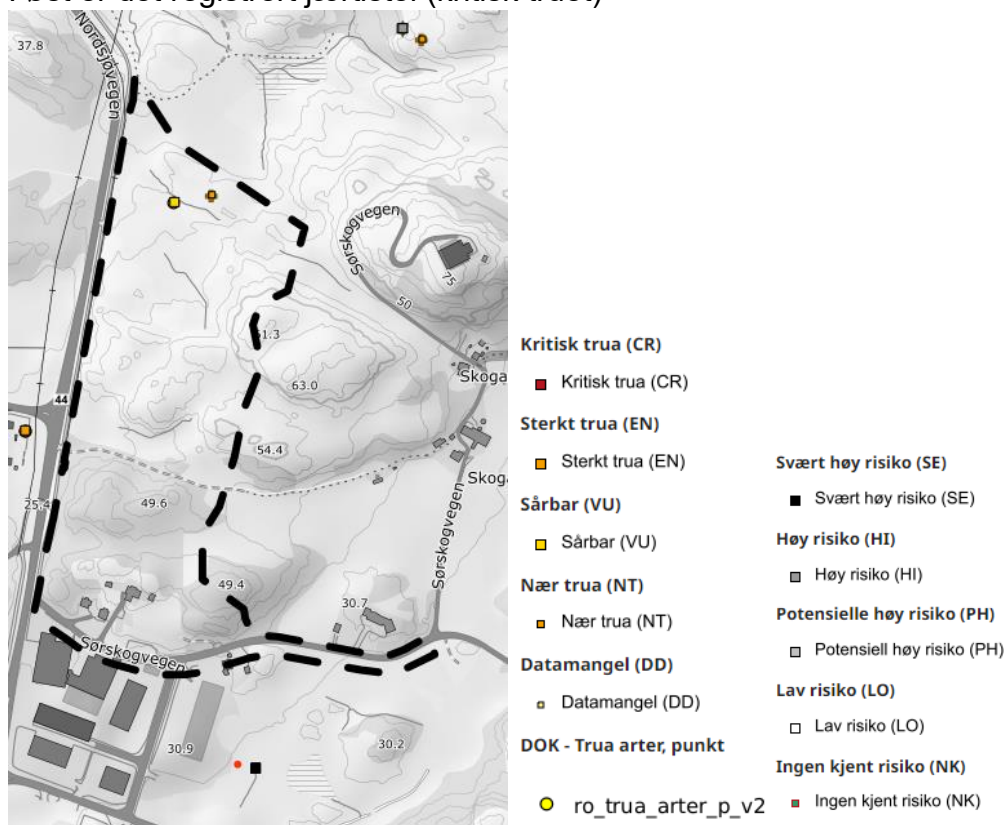 37.8
Nordsjøvegen
Sørskogvegen
Sørskogvegen
75
50
51.3
63.0
Skoga
44
54.4
Skoga
25.4
49.6
Sørskogvegen
49.4
30.7
Sørskogvegen
30.9
30.2
Kritisk trua (CR)
Kritisk trua (CR)
Sterkt trua (EN)
Sterkt trua (EN)
Sårbar (VU)
Sårbar (VU)
Nær trua (NT)
Nær trua (NT)
Datamangel (DD)
Datamangel (DD)
DOK - Trua arter, punkt
ro_trua_arter_p_v2
Svært høy risiko (SE)
Svært høy risiko (SE)
Høy risiko (HI)
Høy risiko (HI)
Potensielle høy risiko (PH)
Potensiell høy risiko (PH)
Lav risiko (LO)
Lav risiko (LO)
Ingen kjent risiko (NK)
Ingen kjent risiko (NK)